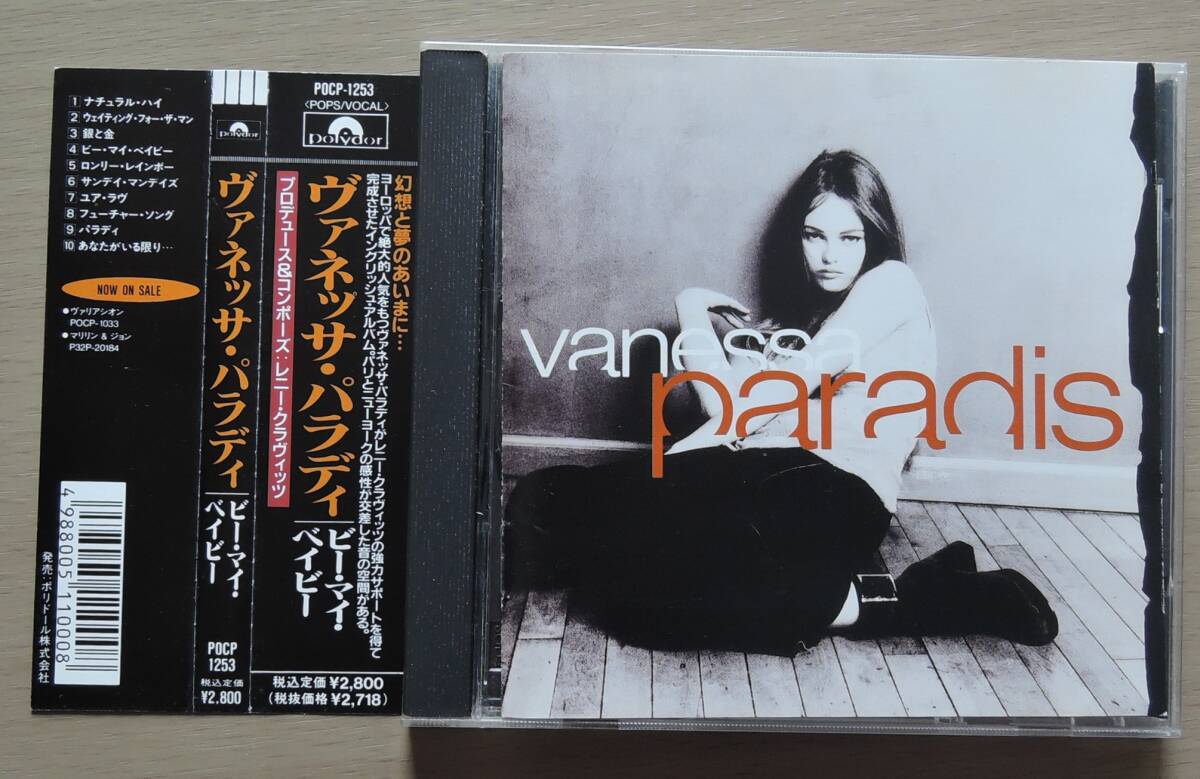 1 ナチュラル・ハイ
2 ウェイティング・フォー・ザ・マン
3 銀と金
4 ビー・マイ・ベイビー
5 ロンリー・レインボー
6 サンデイ・マンデイズ
7 ユア・ラヴ
8 フューチャー・ソング
9 パラディ
10 あなたがいる限り…
NOW ON SALE
●ヴァリアシオン
POCP-1033
●マリリン & ジョン
P32P-20184
4988005110008
発売:ポリドール株式会社
polydor
ヴァネッサ・パラディ
ビー・マイ・
ベイビー
POCP
1253
税込定価
¥2,800
POCP-1253
〈POPS/VOCAL〉
polydor
幻想と夢のあいまに…
ヨーロッパで絶大的人気をもつヴァネッサ・パラディがレニー・クラヴィッツの強力サポートを得て
完成させたイングリッシュ・アルバム。パリとニューヨークの感性が交差した音の空間がある。
ヴァネッサ・パラディ
プロデュース&コンポーズ:レニー・クラヴィッツ
ビー・マイ・
ベイビー
税込定価¥2,800
(税抜価格¥2,718)
vanessa
paradis